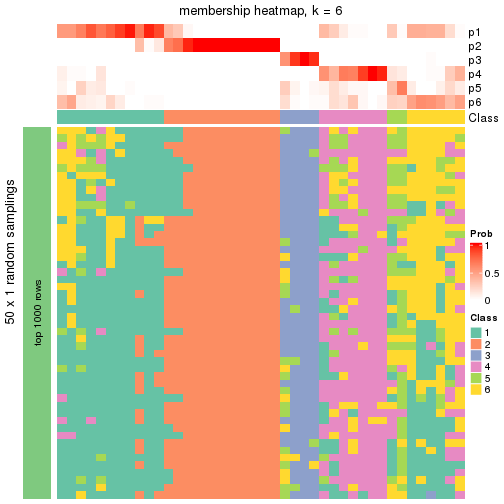 membership heatmap, k = 6
p1
p2
p3
p4
p5
p6
Class
50 x 1 random samplings
top 1000 rows
Prob
1
0.5
0
Class
1
2
3
4
5
6